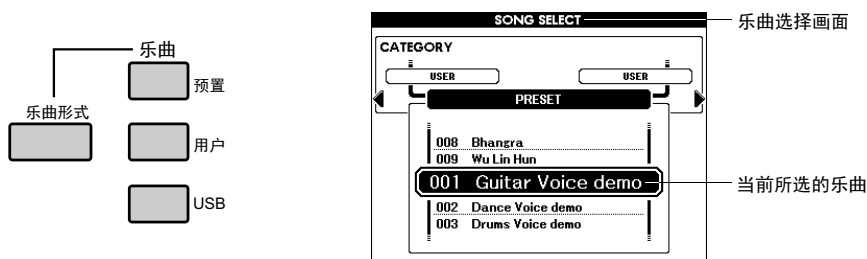 乐曲
预置
乐曲形式
用户
USB
SONG SELECT
乐曲选择画面
CATEGORY
USER
USER
PRESET
008 Bhangra
009 Wu Lin Hun
001 Guitar Voice demo
当前所选的乐曲
002 Dance Voice demo
003 Drums Voice demo